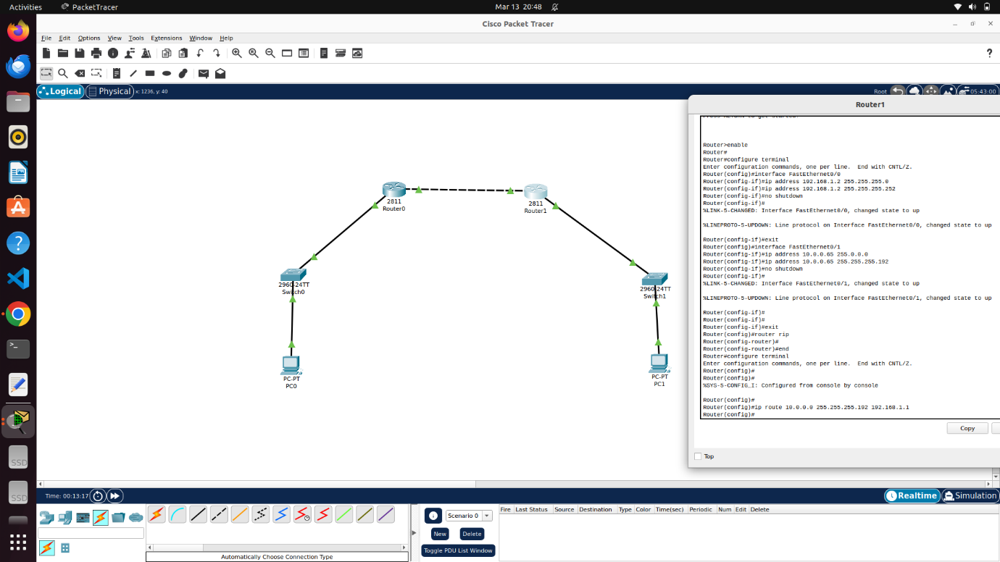 Activities
PacketTracer
Mar 13 20:48
Cisco Packet Tracer
File Edit Options View Tools Extensions Window Help
?
Logical
Physical
x: 1236, y: 40
Root
05:43:00
Router1
Router>enable
Router#
Router#configure terminal
Enter configuration commands, one per line. End with CNTL/Z.
Router(config)#interface FastEthernet0/0
Router(config-if)#ip address 192.168.1.2 255.255.255.0
Router(config-if)#ip address 192.168.1.2 255.255.255.252
Router(config-if)#no shutdown
Router(config-if)#
%LINK-5-CHANGED: Interface FastEthernet0/0, changed state to up
%LINEPROTO-5-UPDOWN: Line protocol on Interface FastEthernet0/0, changed state to up
Router(config-if)#exit
Router(config)#interface FastEthernet0/1
Router(config-if)#ip address 10.0.0.65 255.0.0.0
Router(config-if)#ip address 10.0.0.65 255.255.255.192
Router(config-if)#no shutdown
Router(config-if)#
%LINK-5-CHANGED: Interface FastEthernet0/1, changed state to up
%LINEPROTO-5-UPDOWN: Line protocol on Interface FastEthernet0/1, changed state to up
Router(config-if)#
Router(config-if)#
Router(config-if)#exit
Router(config)#router rip
Router(config-router)#
Router(config-router)#end
Router#configure terminal
Enter configuration commands, one per line. End with CNTL/Z.
Router(config)#
Router(config)#
%SYS-5-CONFIG_I: Configured from console by console
Router(config)#
Router(config)#ip route 10.0.0.0 255.255.255.192 192.168.1.1
Router(config)#
Copy
Top
2811
Router0
2811
Router1
2960-24TT
Switch0
2960-24TT
Switch1
PC-PT
PC0
PC-PT
PC1
SSD
SSD
Time: 00:13:17
Realtime
Simulation
Scenario 0
New
Delete
Toggle PDU List Window
Fire Last Status Source Destination Type Color Time(sec) Periodic Num Edit Delete
Automatically Choose Connection Type